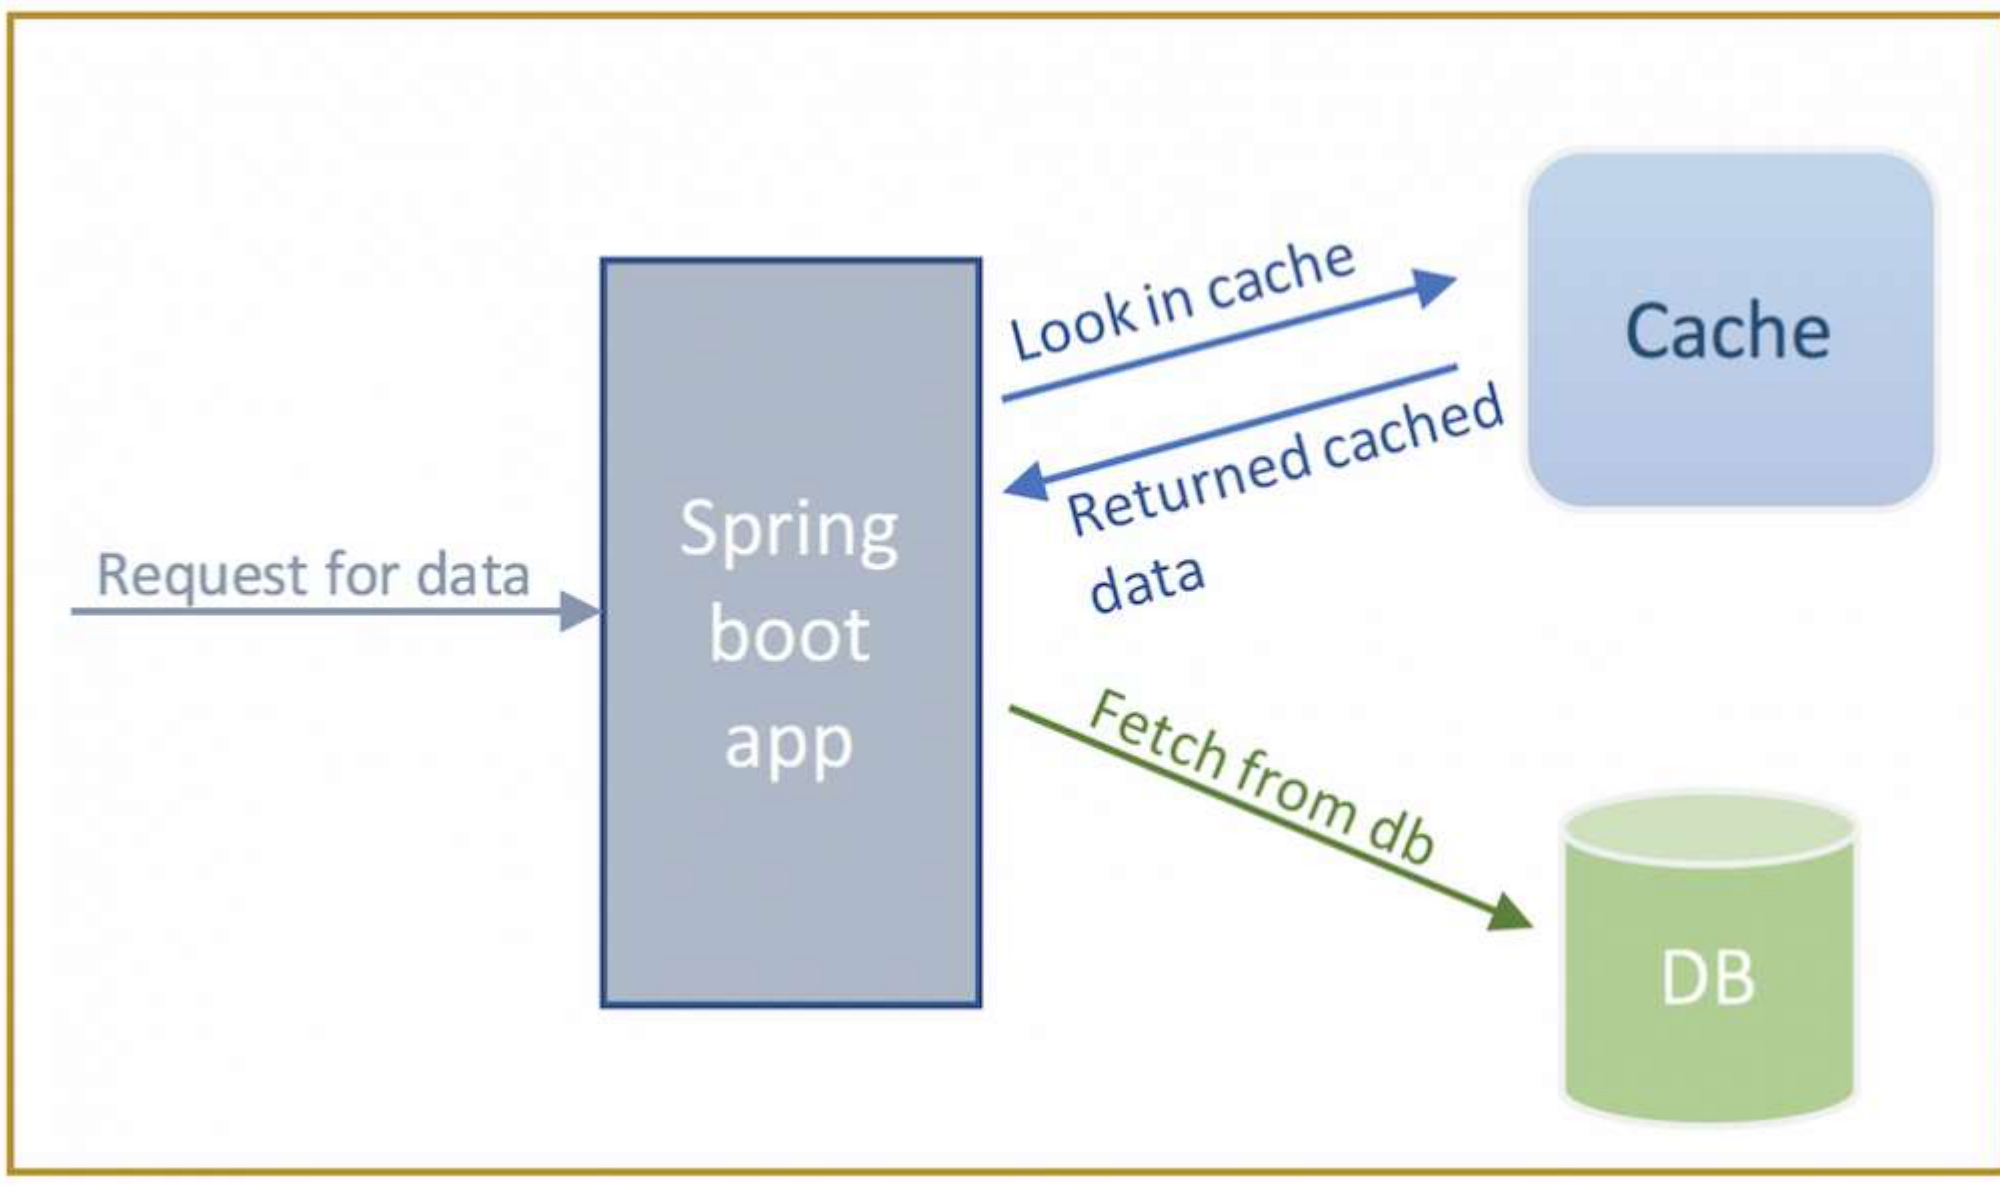 Request for data
Spring
boot
app
Look in cache
Returned cached
data
Cache
Fetch from db
DB